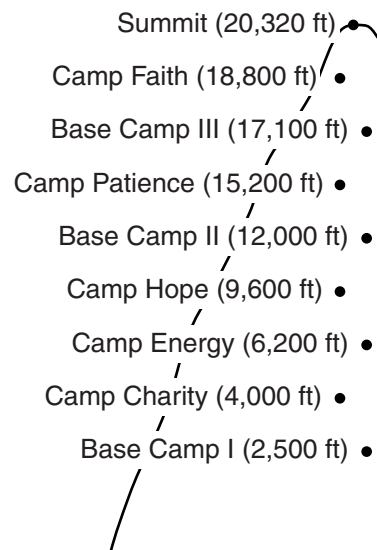 Summit (20,320 ft)
Camp Faith (18,800 ft)
Base Camp III (17,100 ft)
Camp Patience (15,200 ft)
Base Camp II (12,000 ft)
Camp Hope (9,600 ft)
Camp Energy (6,200 ft)
Camp Charity (4,000 ft)
Base Camp I (2,500 ft)